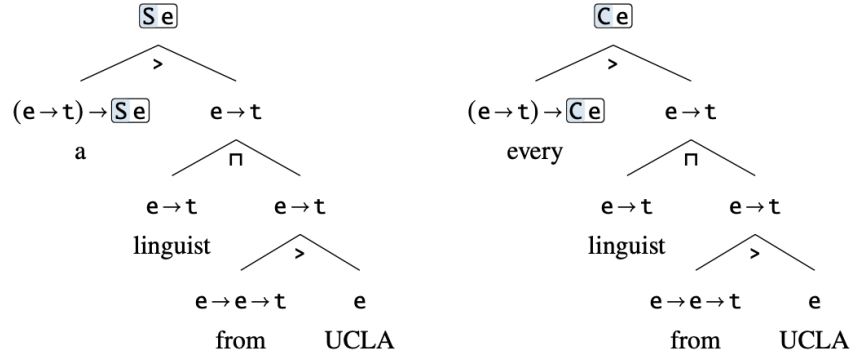 S e C e
> >
(e→t)→S e e→t (e→t)→C e e→t
a ⊓ every ⊓
e→t e→t e→t e→t
linguist > linguist >
e→e→t e e→e→t e
from UCLA from UCLA